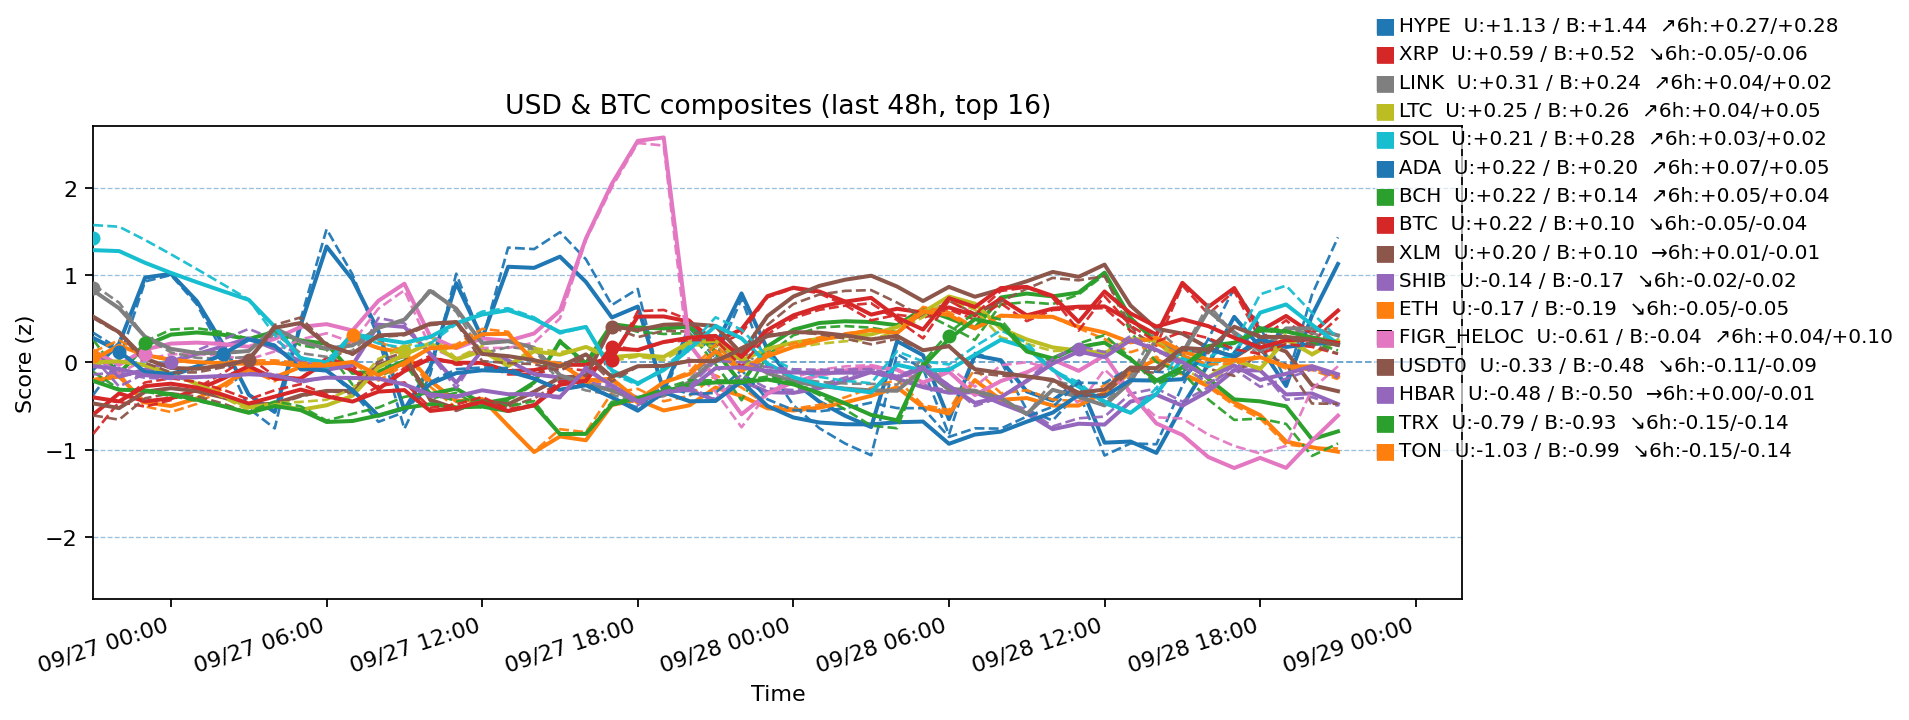 HYPE  U:+1.13 / B:+1.44  ↗6h:+0.27/+0.28
XRP  U:+0.59 / B:+0.52  ↘6h:-0.05/-0.06
LINK  U:+0.31 / B:+0.24  ↗6h:+0.04/+0.02
LTC  U:+0.25 / B:+0.26  ↗6h:+0.04/+0.05
SOL  U:+0.21 / B:+0.28  ↗6h:+0.03/+0.02
ADA  U:+0.22 / B:+0.20  ↗6h:+0.07/+0.05
BCH  U:+0.22 / B:+0.14  ↗6h:+0.05/+0.04
BTC  U:+0.22 / B:+0.10  ↘6h:-0.05/-0.04
XLM  U:+0.20 / B:+0.10  →6h:+0.01/-0.01
SHIB  U:-0.14 / B:-0.17  ↘6h:-0.02/-0.02
ETH  U:-0.17 / B:-0.19  ↘6h:-0.05/-0.05
FIGR_HELOC  U:-0.61 / B:-0.04  ↗6h:+0.04/+0.10
USDT0  U:-0.33 / B:-0.48  ↘6h:-0.11/-0.09
HBAR  U:-0.48 / B:-0.50  →6h:+0.00/-0.01
TRX  U:-0.79 / B:-0.93  ↘6h:-0.15/-0.14
TON  U:-1.03 / B:-0.99  ↘6h:-0.15/-0.14
USD & BTC composites (last 48h, top 16)
Score (z)
2
1
0
−1
−2
09/27 00:00
09/27 06:00
09/27 12:00
09/27 18:00
09/28 00:00
09/28 06:00
09/28 12:00
09/28 18:00
09/29 00:00
Time